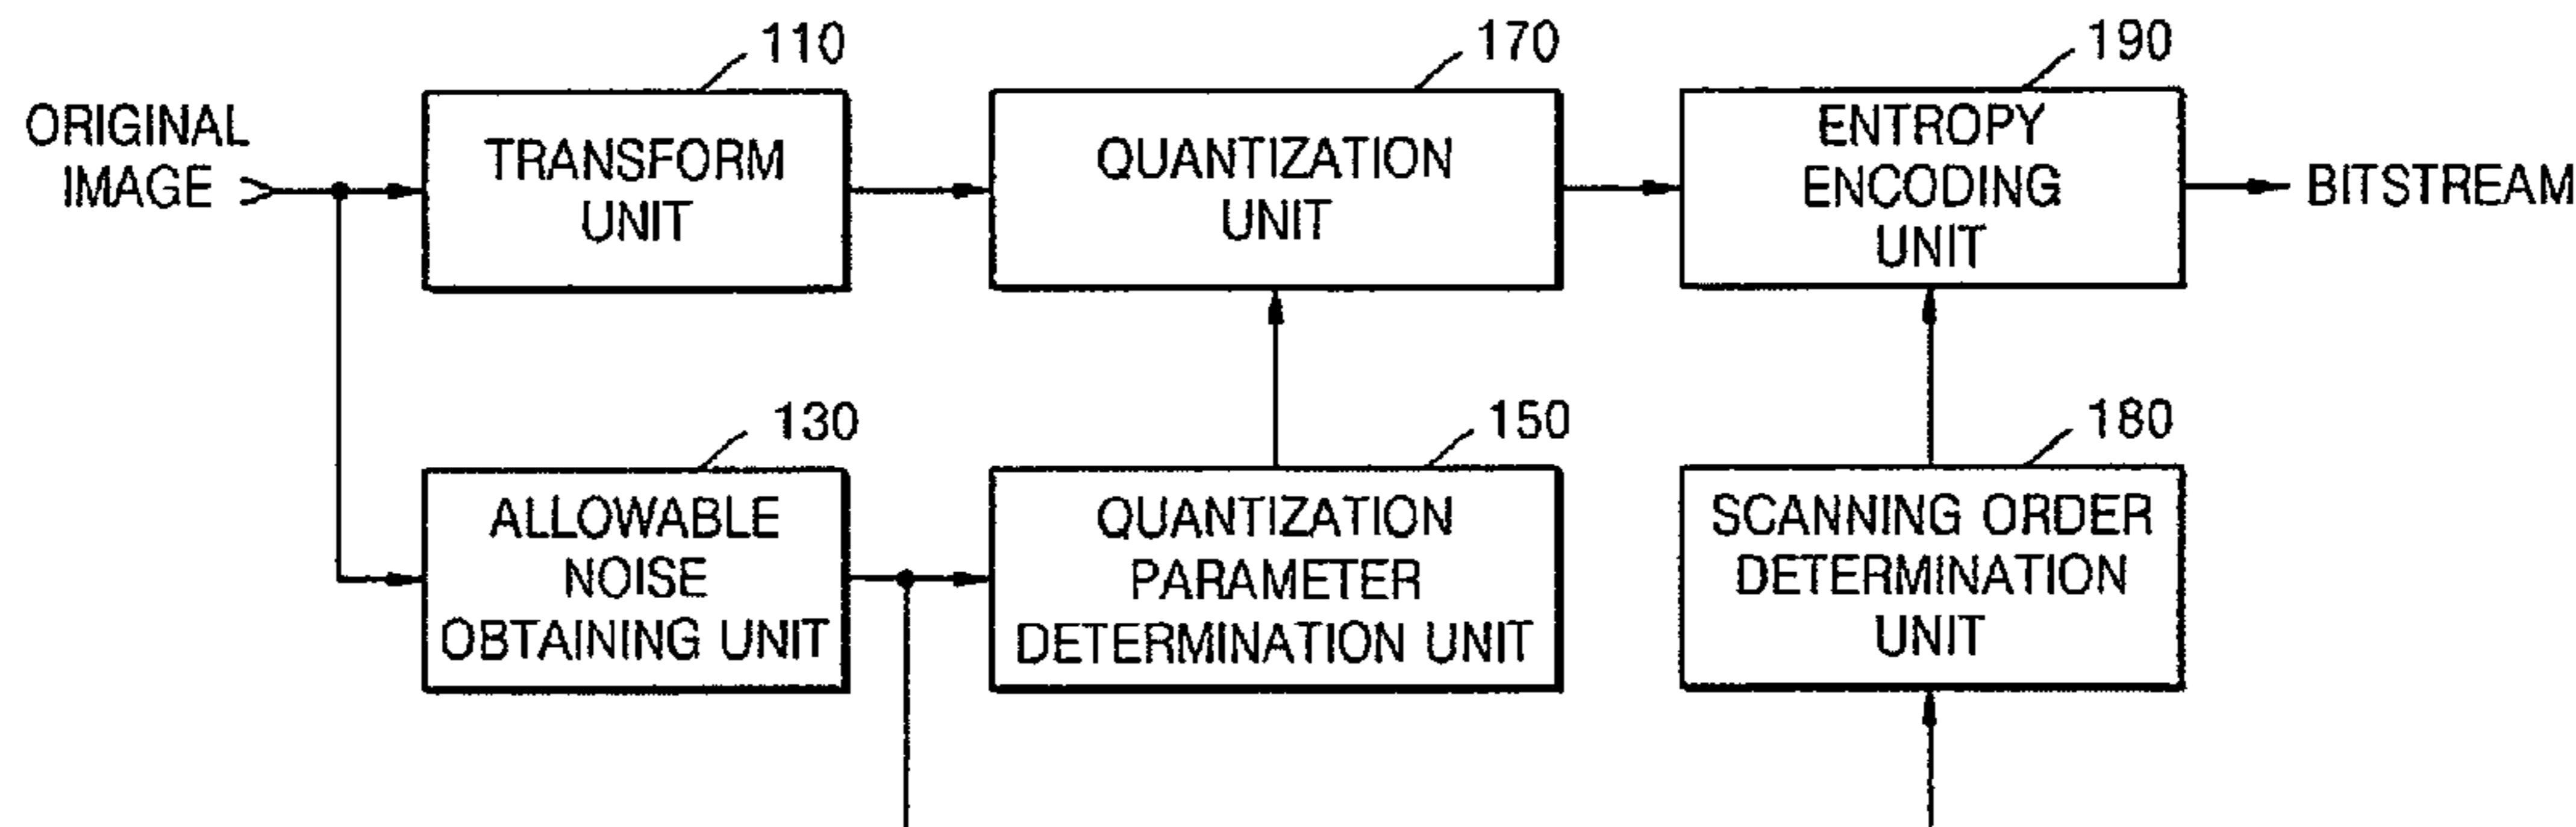 110
170
190
ORIGINAL
IMAGE
TRANSFORM
UNIT
QUANTIZATION
UNIT
ENTROPY
ENCODING
UNIT
BITSTREAM
130
150
180
ALLOWABLE
NOISE
OBTAINING UNIT
QUANTIZATION
PARAMETER
DETERMINATION UNIT
SCANNING ORDER
DETERMINATION
UNIT